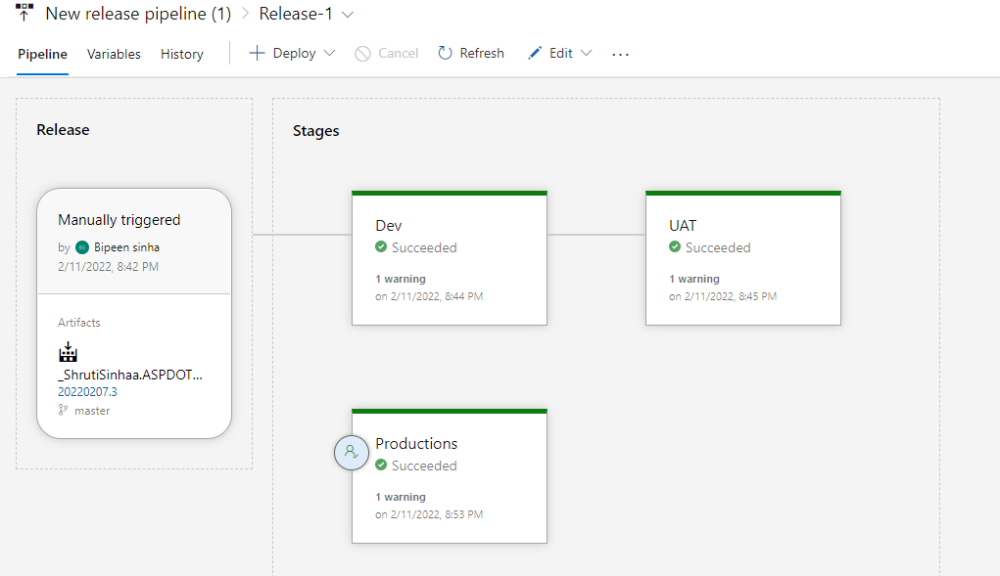 New release pipeline (1) > Release-1
Pipeline Variables History + Deploy Cancel Refresh Edit ...
Release
Manually triggered
by Bipeen sinha
2/11/2022, 8:42 PM
Artifacts
_ShrutiSinhaa.ASPDOT...
20220207.3
master
Stages
Dev
Succeeded
1 warning
on 2/11/2022, 8:44 PM
UAT
Succeeded
1 warning
on 2/11/2022, 8:45 PM
Productions
Succeeded
1 warning
on 2/11/2022, 8:53 PM